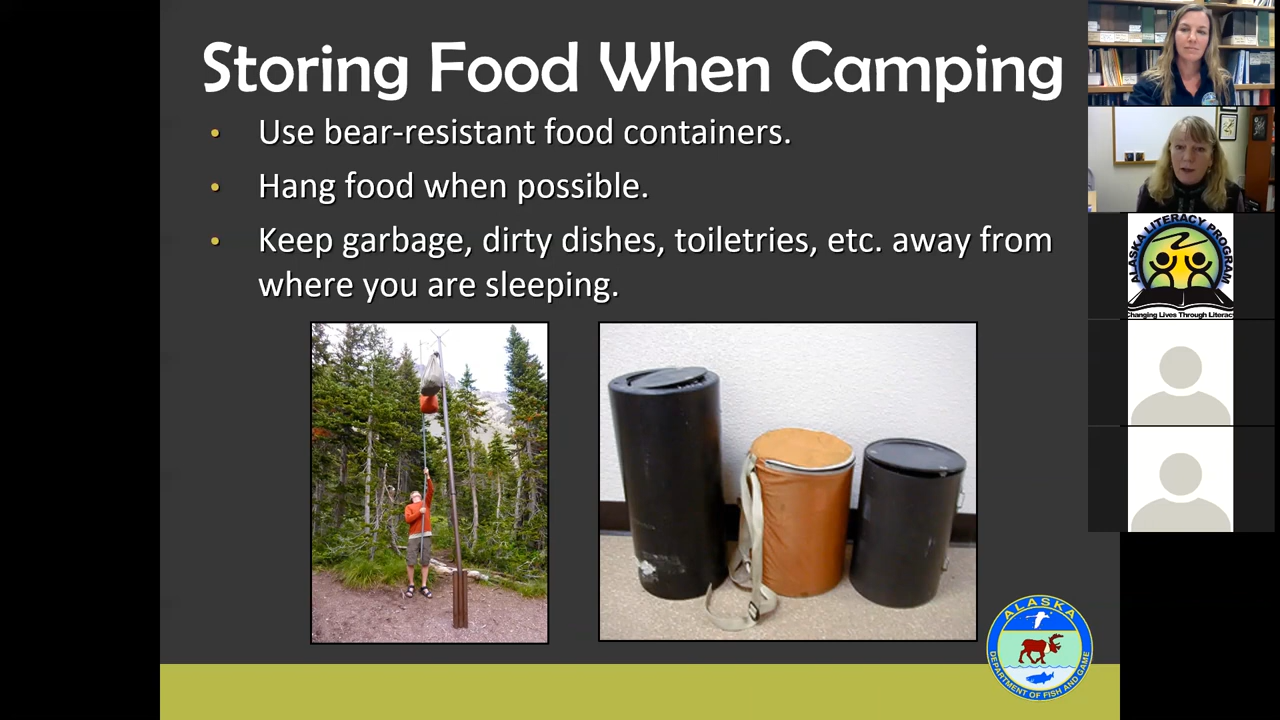 Storing Food When Camping
• Use bear-resistant food containers.
• Hang food when possible.
• Keep garbage, dirty dishes, toiletries, etc. away from
where you are sleeping.
ALASKA LITERACY PROGRAM
Changing Lives Through Literacy
ALASKA
DEPARTMENT OF FISH AND GAME